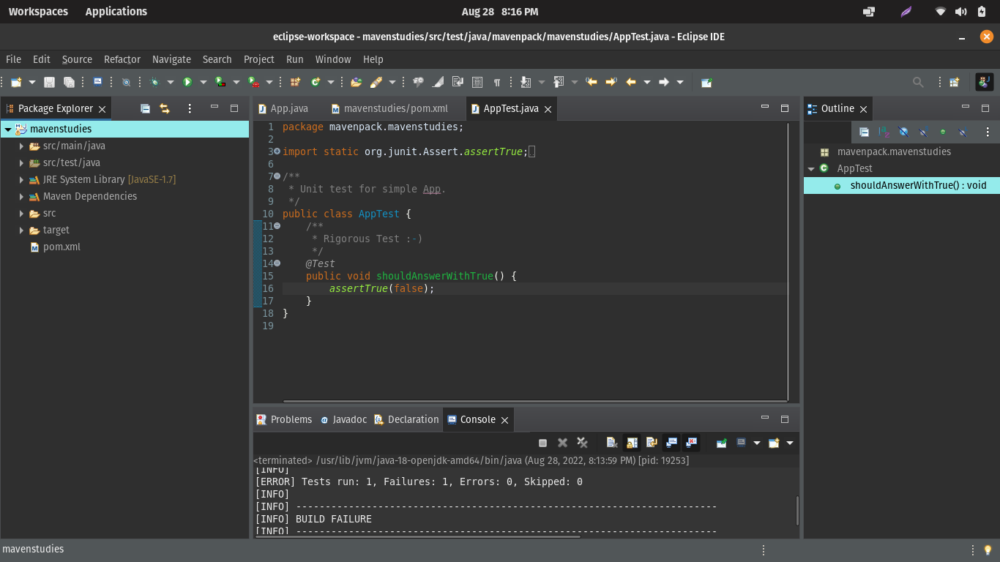 Workspaces Applications Aug 28 8:16 PM
eclipse-workspace - mavenstudies/src/test/java/mavenpack/mavenstudies/AppTest.java - Eclipse IDE
File Edit Source Refactor Navigate Search Project Run Window Help
Package Explorer
mavenstudies
src/main/java
src/test/java
JRE System Library [JavaSE-1.7]
Maven Dependencies
src
target
pom.xml
App.java mavenstudies/pom.xml AppTest.java
1 package mavenpack.mavenstudies;
2
3 import static org.junit.Assert.assertTrue;
6
7 /**
8  * Unit test for simple App.
9  */
10 public class AppTest {
11     /**
12      * Rigorous Test :-)
13      */
14     @Test
15     public void shouldAnswerWithTrue() {
16         assertTrue(false);
17     }
18 }
19
Outline
mavenpack.mavenstudies
AppTest
shouldAnswerWithTrue() : void
Problems Javadoc Declaration Console
<terminated> /usr/lib/jvm/java-18-openjdk-amd64/bin/java (Aug 28, 2022, 8:13:59 PM) [pid: 19253]
[INFO]
[ERROR] Tests run: 1, Failures: 1, Errors: 0, Skipped: 0
[INFO]
[INFO] ------------------------------------------------------------------------
[INFO] BUILD FAILURE
[INFO] ------------------------------------------------------------------------
mavenstudies